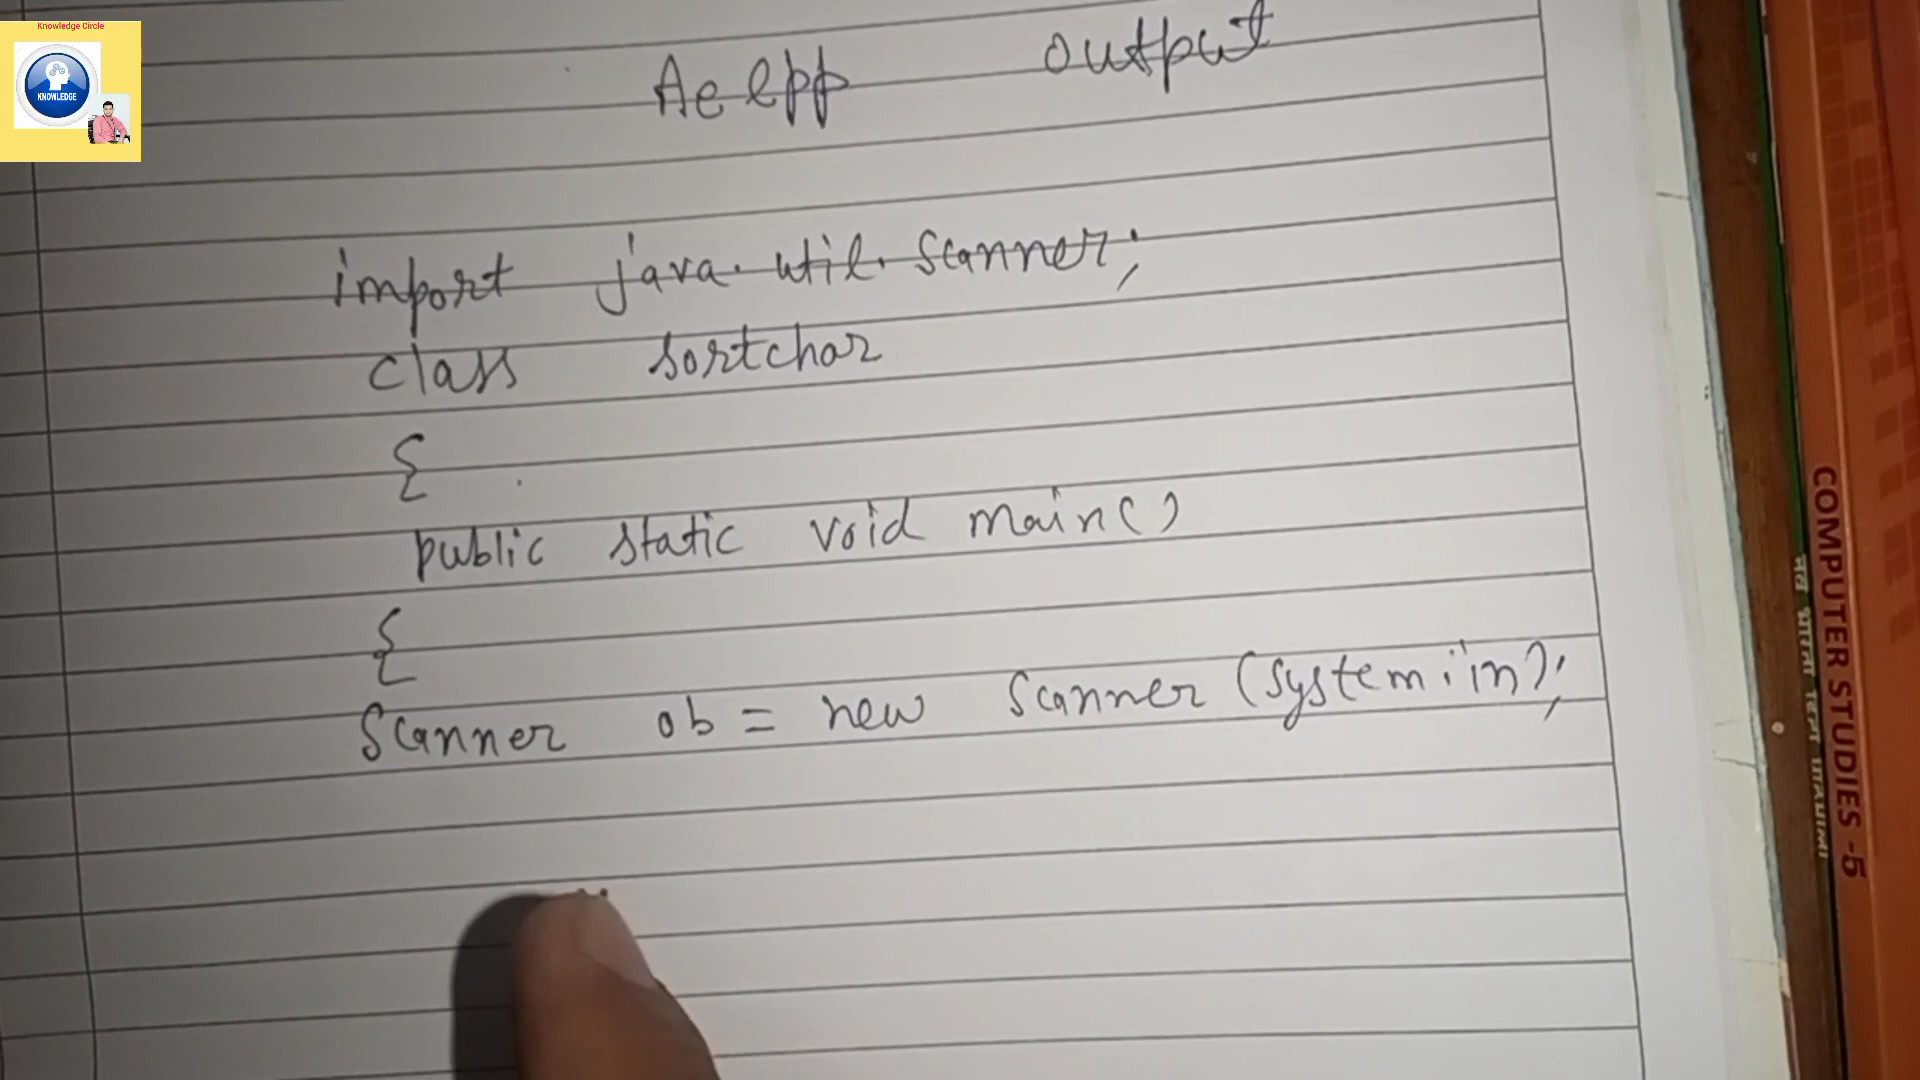 Knowledge Circle
KNOWLEDGE
Aelpp output
import java.util.Scanner;
class sortchar
{
public static void main()
{
Scanner ob = new Scanner (System.in);
COMPUTER STUDIES -5